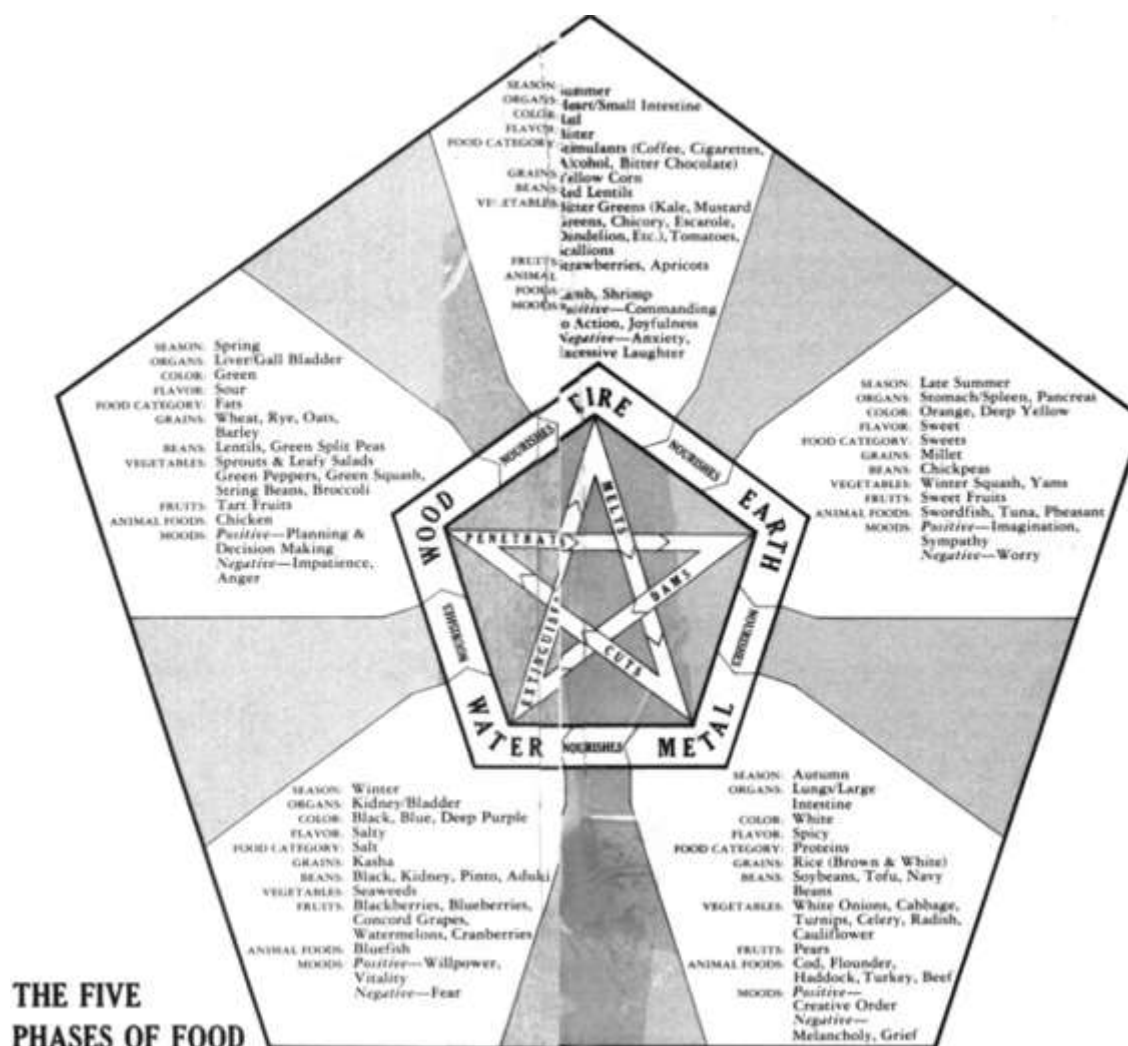 SEASON: Summer
ORGANS: Heart/Small Intestine
COLOR: Red
FLAVOR: Bitter
FOOD CATEGORY: Stimulants (Coffee, Cigarettes,
Alcohol, Bitter Chocolate)
GRAINS: Yellow Corn
BEANS: Red Lentils
VEGETABLES: Bitter Greens (Kale, Mustard
Greens, Chicory, Escarole,
Dandelion, Etc.), Tomatoes,
Scallions
FRUITS: Strawberries, Apricots
ANIMAL
FOODS: Lamb, Shrimp
MOODS: Positive—Commanding
to Action, Joyfulness
Negative—Anxiety,
Excessive Laughter
SEASON: Spring
ORGANS: Liver/Gall Bladder
COLOR: Green
FLAVOR: Sour
FOOD CATEGORY: Fats
GRAINS: Wheat, Rye, Oats,
Barley
BEANS: Lentils, Green Split Peas
VEGETABLES: Sprouts & Leafy Salads
Green Peppers, Green Squash,
String Beans, Broccoli
FRUITS: Tart Fruits
ANIMAL FOODS: Chicken
MOODS: Positive—Planning &
Decision Making
Negative—Impatience,
Anger
SEASON: Late Summer
ORGANS: Stomach/Spleen, Pancreas
COLOR: Orange, Deep Yellow
FLAVOR: Sweet
FOOD CATEGORY: Sweets
GRAINS: Millet
BEANS: Chickpeas
VEGETABLES: Winter Squash, Yams
FRUITS: Sweet Fruits
ANIMAL FOODS: Swordfish, Tuna, Pheasant
MOODS: Positive—Imagination,
Sympathy
Negative—Worry
FIRE
NOURISHES
EARTH
NOURISHES
METAL
NOURISHES
WATER
NOURISHES
WOOD
NOURISHES
MELTS
PENETRATES
DAMS
CUTS
EXTINGUISHES
SEASON: Winter
ORGANS: Kidney/Bladder
COLOR: Black, Blue, Deep Purple
FLAVOR: Salty
FOOD CATEGORY: Salt
GRAINS: Kasha
BEANS: Black, Kidney, Pinto, Aduki
VEGETABLES: Seaweeds
FRUITS: Blackberries, Blueberries,
Concord Grapes,
Watermelons, Cranberries
ANIMAL FOODS: Bluefish
MOODS: Positive—Willpower,
Vitality
Negative—Fear
SEASON: Autumn
ORGANS: Lungs/Large
Intestine
COLOR: White
FLAVOR: Spicy
FOOD CATEGORY: Proteins
GRAINS: Rice (Brown & White)
BEANS: Soybeans, Tofu, Navy
Beans
VEGETABLES: White Onions, Cabbage,
Turnips, Celery, Radish,
Cauliflower
FRUITS: Pears
ANIMAL FOODS: Cod, Flounder,
Haddock, Turkey, Beef
MOODS: Positive—
Creative Order
Negative—
Melancholy, Grief
THE FIVE
PHASES OF FOOD